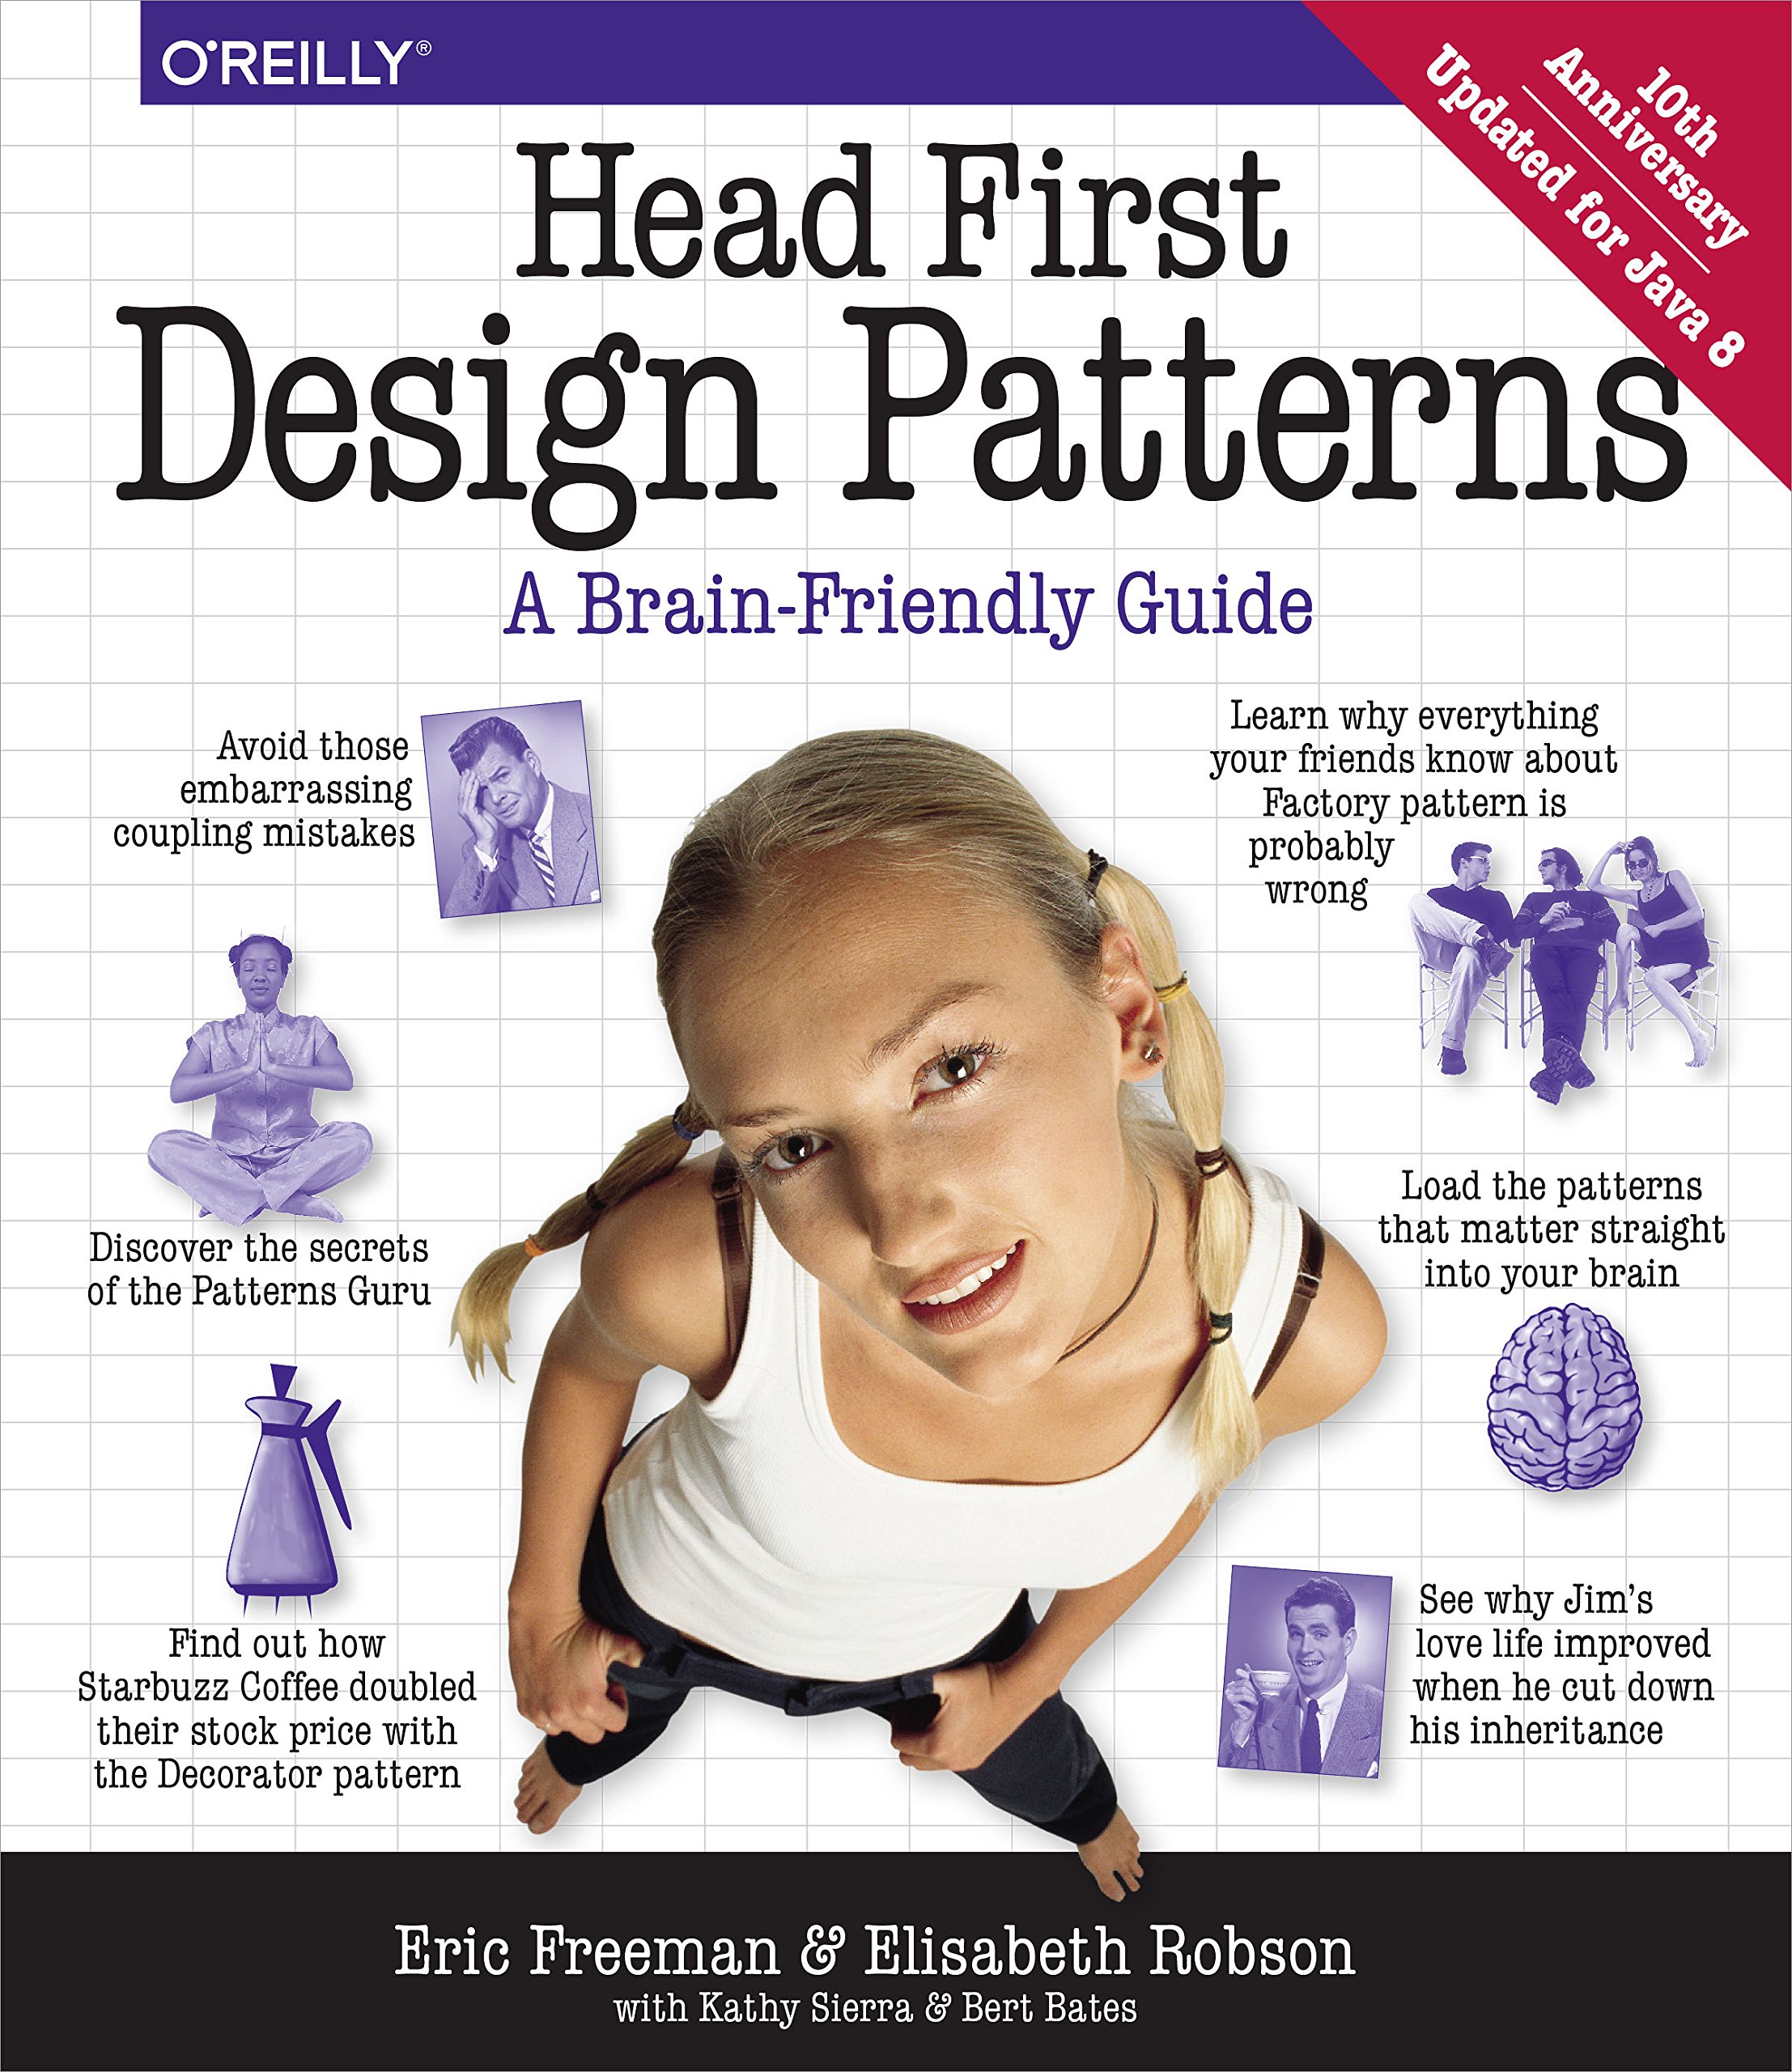 O'REILLY®
10th
Anniversary
Updated for Java 8
Head First
Design Patterns
A Brain-Friendly Guide
Avoid those
embarrassing
coupling mistakes
Learn why everything
your friends know about
Factory pattern is
probably
wrong
Discover the secrets
of the Patterns Guru
Load the patterns
that matter straight
into your brain
Find out how
Starbuzz Coffee doubled
their stock price with
the Decorator pattern
See why Jim's
love life improved
when he cut down
his inheritance
Eric Freeman & Elisabeth Robson
with Kathy Sierra & Bert Bates